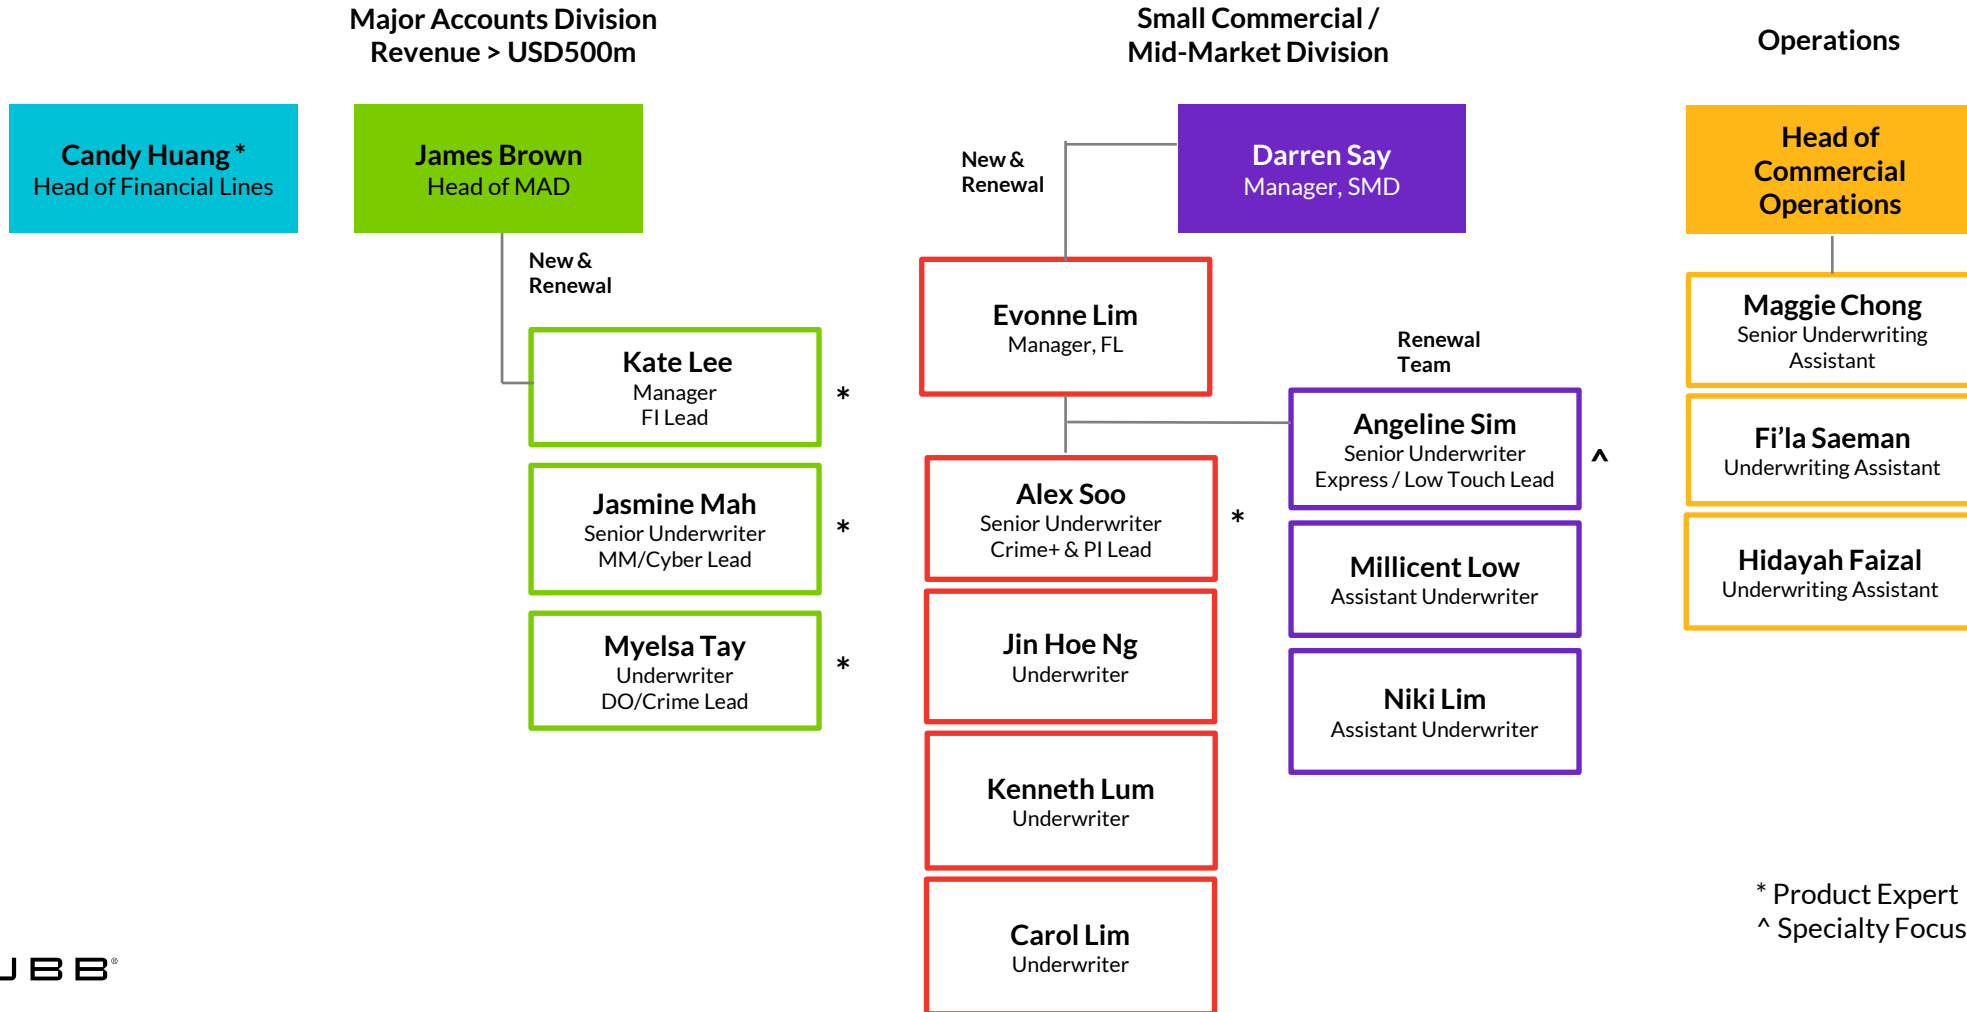 Major Accounts Division
Revenue > USD500m
Small Commercial /
Mid-Market Division
Operations
Candy Huang *
Head of Financial Lines
James Brown
Head of MAD
New &
Renewal
Kate Lee
Manager
FI Lead
*
Jasmine Mah
Senior Underwriter
MM/Cyber Lead
*
Myelsa Tay
Underwriter
DO/Crime Lead
*
New &
Renewal
Darren Say
Manager, SMD
Evonne Lim
Manager, FL
Alex Soo
Senior Underwriter
Crime+ & PI Lead
*
Jin Hoe Ng
Underwriter
Kenneth Lum
Underwriter
Carol Lim
Underwriter
Renewal
Team
Angeline Sim
Senior Underwriter
Express / Low Touch Lead
^
Millicent Low
Assistant Underwriter
Niki Lim
Assistant Underwriter
Head of
Commercial
Operations
Maggie Chong
Senior Underwriting
Assistant
Fi’la Saeman
Underwriting Assistant
Hidayah Faizal
Underwriting Assistant
* Product Expert
^ Specialty Focus
UBB®